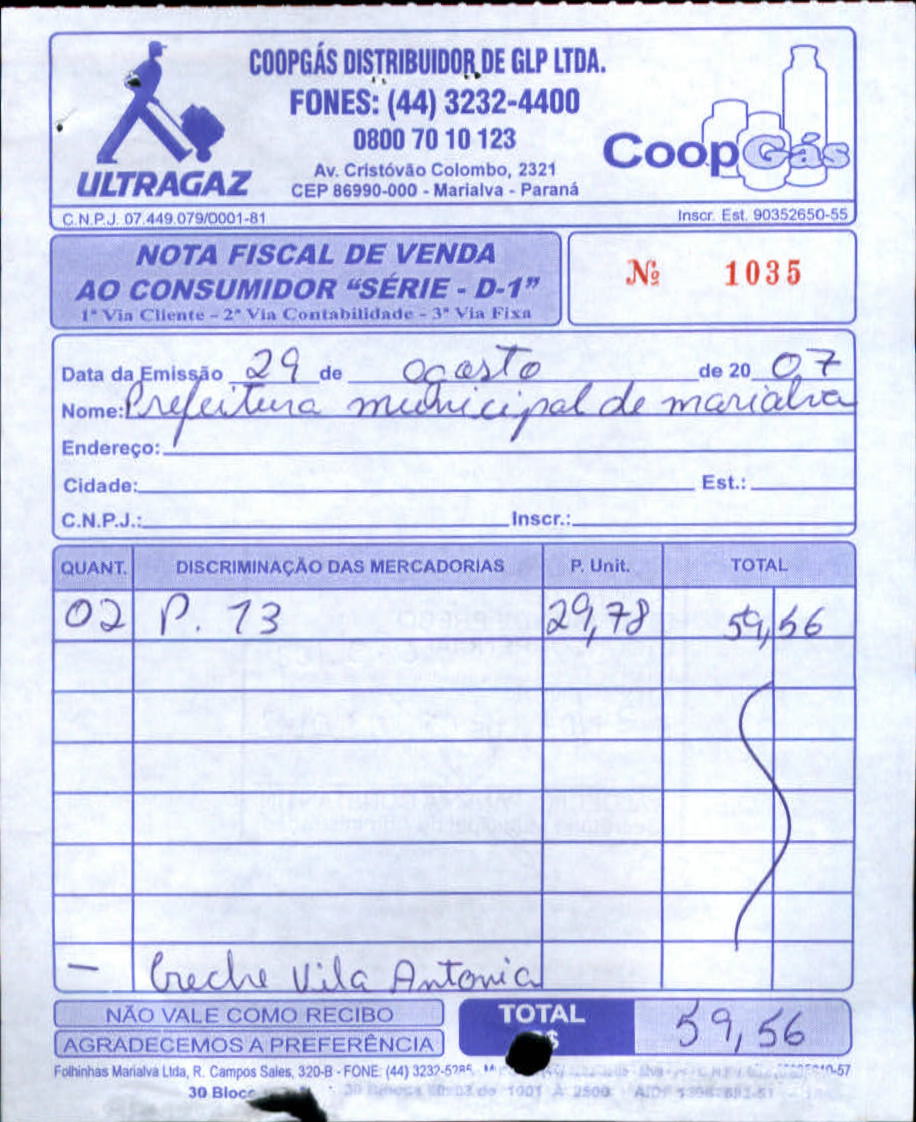 COOPGÁS DISTRIBUIDOR DE GLP LTDA.
FONES: (44) 3232-4400
0800 70 10 123
Av. Cristóvão Colombo, 2321
CEP 86990-000 - Marialva - Paraná
ULTRAGAZ
CoopGás
C.N.P.J. 07.449.079/0001-81
Inscr. Est. 90352650-55
NOTA FISCAL DE VENDA
AO CONSUMIDOR “SÉRIE - D-1”
1ª Via Cliente - 2ª Via Contabilidade - 3ª Via Fixa
Nº 1035
Data da Emissão 29 de agosto de 20 07
Nome: Prefeitura municipal de marialva
Endereço:
Cidade: Est.:
C.N.P.J.: Inscr.:
QUANT. DISCRIMINAÇÃO DAS MERCADORIAS P. Unit. TOTAL
02 P. 13 29,78 59,56
- Creche Vila Antonia
NÃO VALE COMO RECIBO
AGRADECEMOS A PREFERÊNCIA
TOTAL 59,56
Folhinhas Marialva Ltda, R. Campos Sales, 320-B - FONE: (44) 3232-5285
30 1001 A 2500